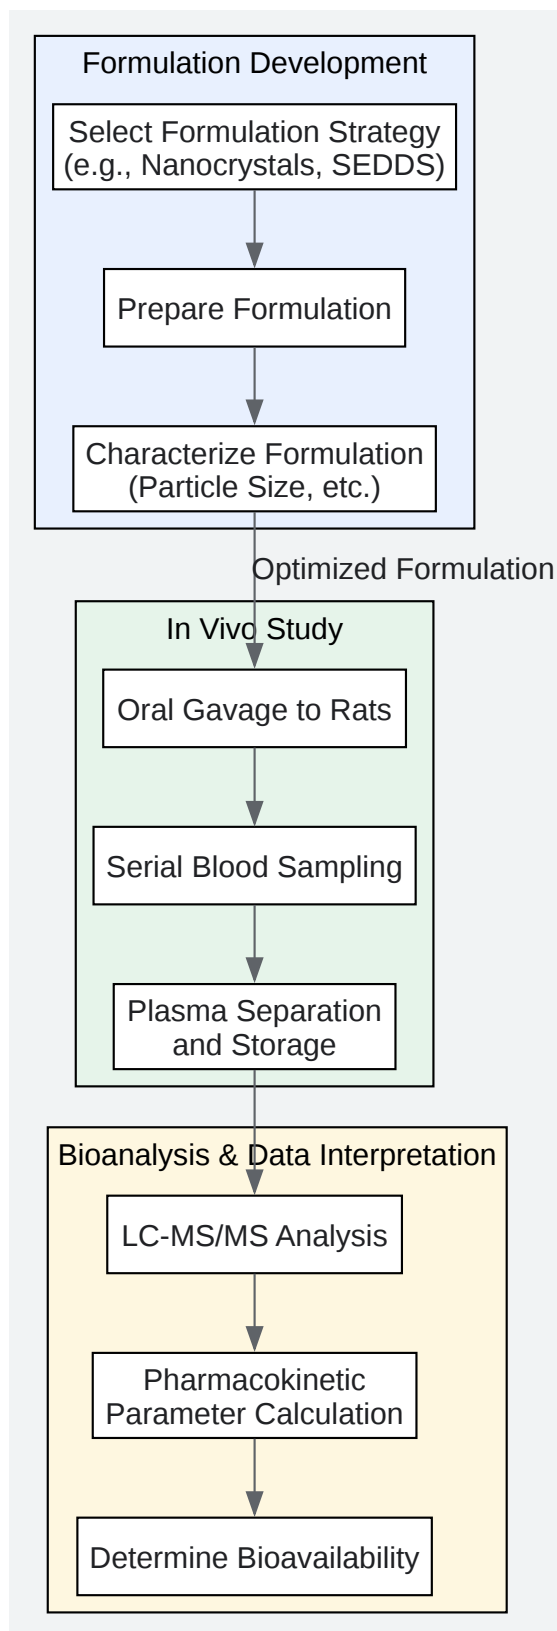 Formulation Development
Select Formulation Strategy
(e.g., Nanocrystals, SEDDS)
Prepare Formulation
Characterize Formulation
(Particle Size, etc.)
Optimized Formulation
In Vivo Study
Oral Gavage to Rats
Serial Blood Sampling
Plasma Separation
and Storage
Bioanalysis & Data Interpretation
LC-MS/MS Analysis
Pharmacokinetic
Parameter Calculation
Determine Bioavailability